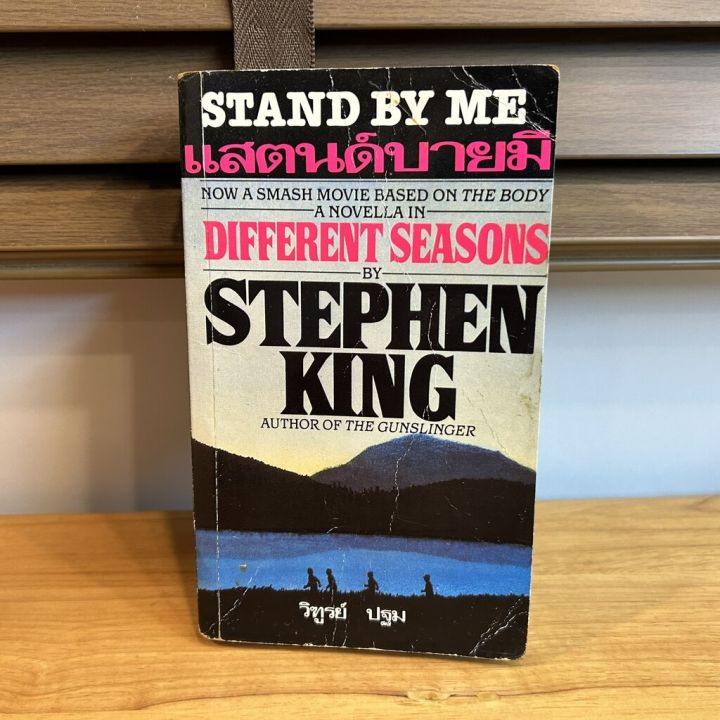 STAND BY ME
แสตนด์บายมี
NOW A SMASH MOVIE BASED ON THE BODY
A NOVELLA IN
DIFFERENT SEASONS
BY
STEPHEN
KING
AUTHOR OF THE GUNSLINGER
วิฑูรย์ ปฐม